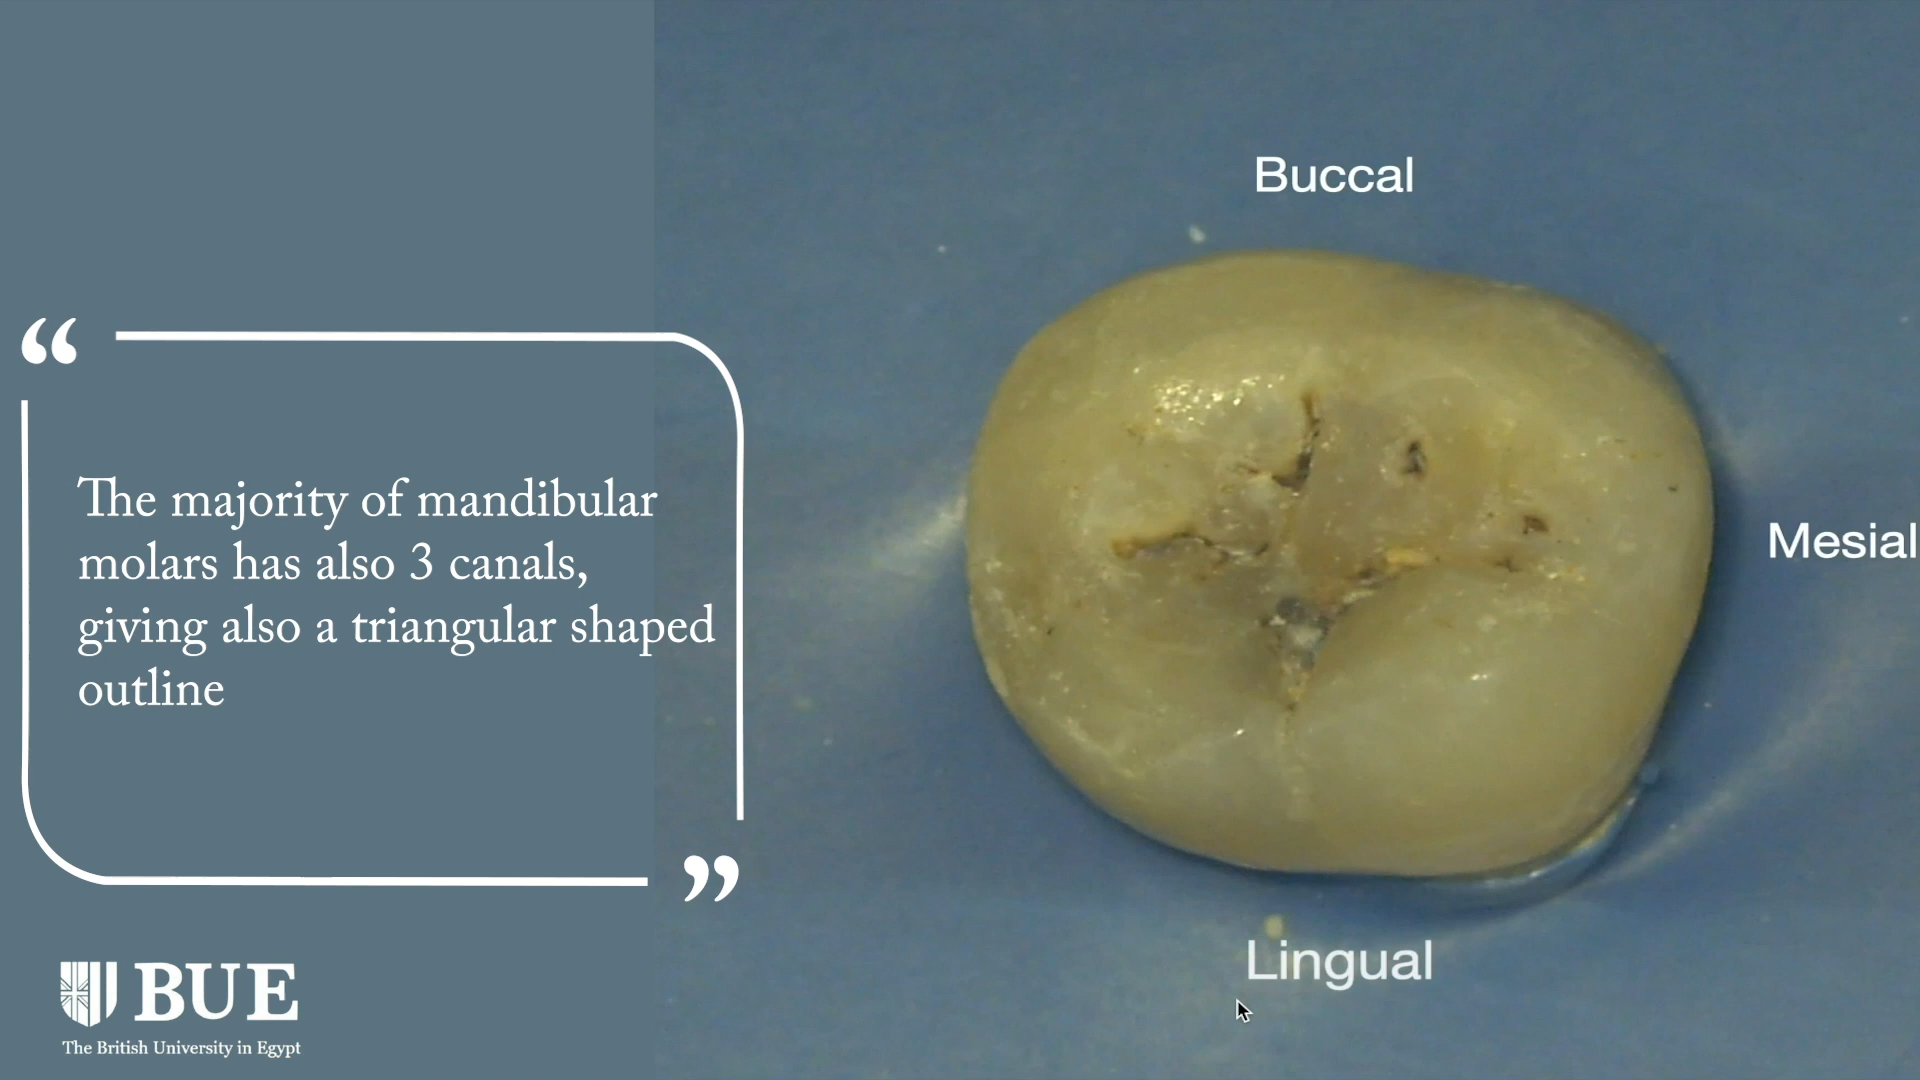 “
The majority of mandibular
molars has also 3 canals,
giving also a triangular shaped
outline
”
BUE
The British University in Egypt
Buccal
Mesial
Lingual